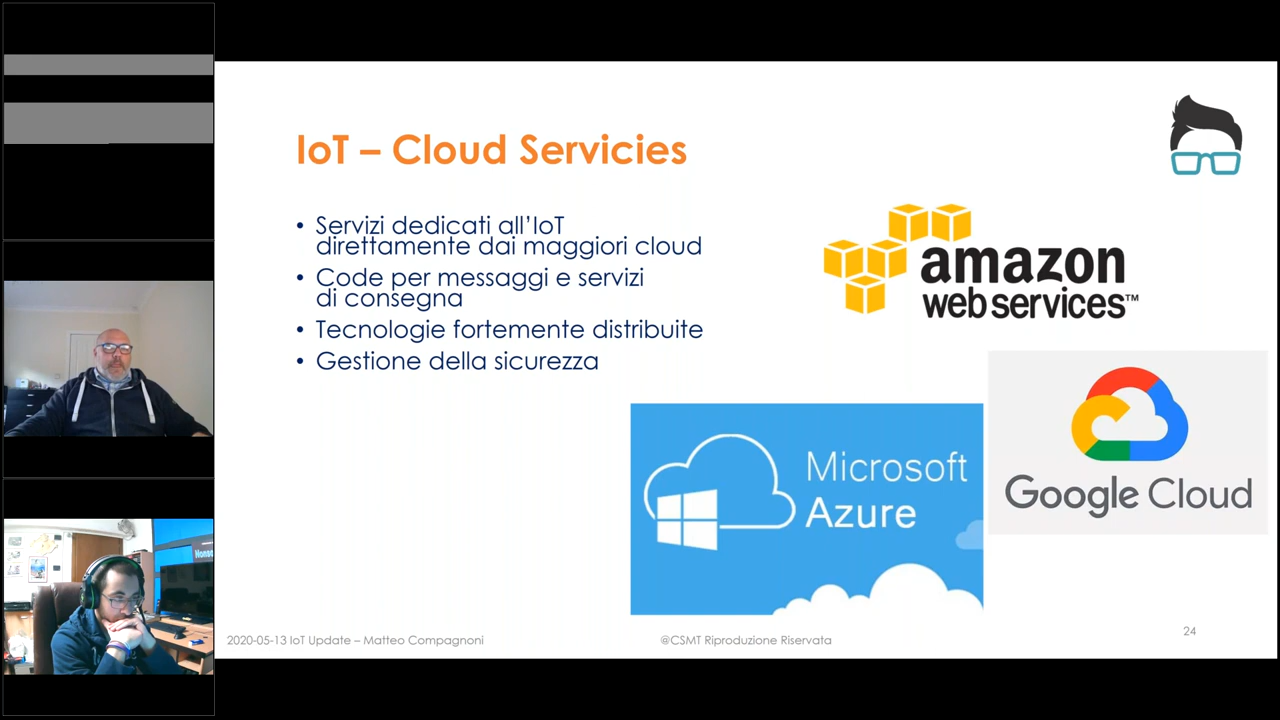 IoT – Cloud Servicies
• Servizi dedicati all'IoT
direttamente dai maggiori cloud
• Code per messaggi e servizi
di consegna
• Tecnologie fortemente distribuite
• Gestione della sicurezza
amazon
web services™
Microsoft
Azure
Google Cloud
2020-05-13 IoT Update – Matteo Compagnoni
@CSMT Riproduzione Riservata
24